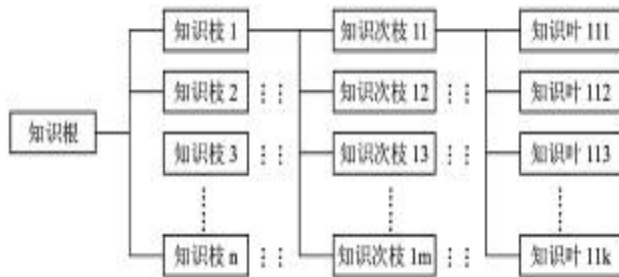 知识枝 1 知识次枝 11 知识叶 111
知识枝 2 知识次枝 12 知识叶 112
知识根
知识枝 3 知识次枝 13 知识叶 113
知识枝 n 知识次枝 1m 知识叶 11k